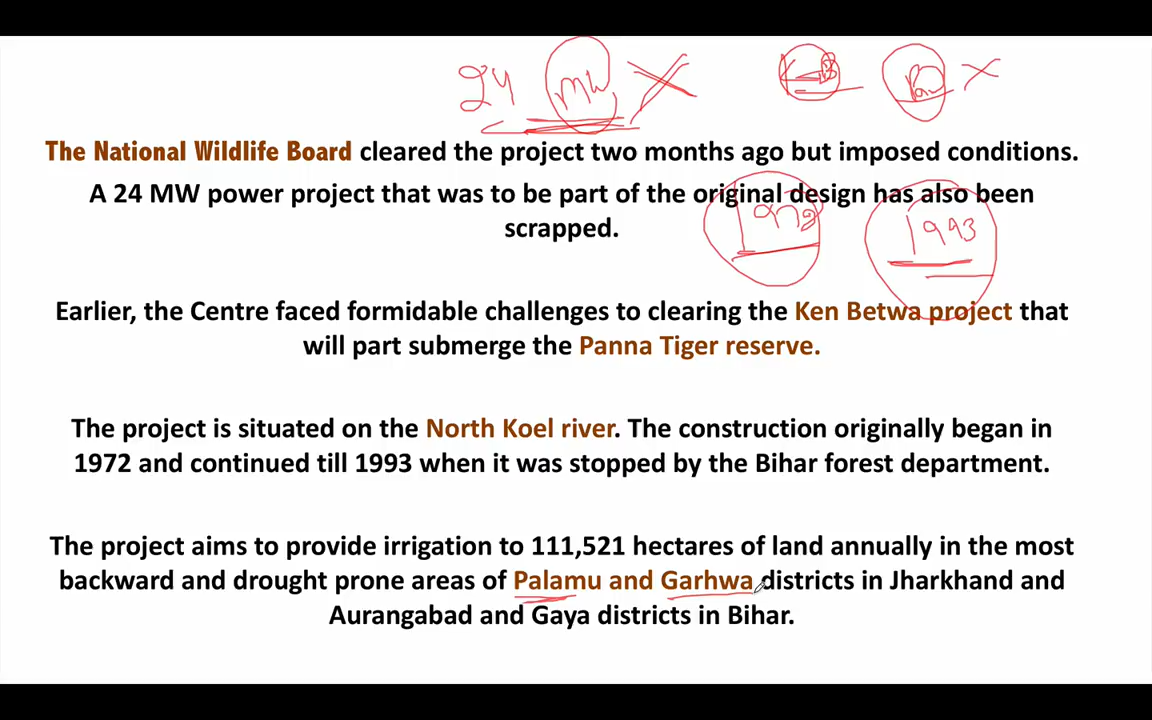 24 MW
The National Wildlife Board cleared the project two months ago but imposed conditions.
A 24 MW power project that was to be part of the original design has also been
scrapped.
1972 1993
Earlier, the Centre faced formidable challenges to clearing the Ken Betwa project that
will part submerge the Panna Tiger reserve.
The project is situated on the North Koel river. The construction originally began in
1972 and continued till 1993 when it was stopped by the Bihar forest department.
The project aims to provide irrigation to 111,521 hectares of land annually in the most
backward and drought prone areas of Palamu and Garhwa districts in Jharkhand and
Aurangabad and Gaya districts in Bihar.